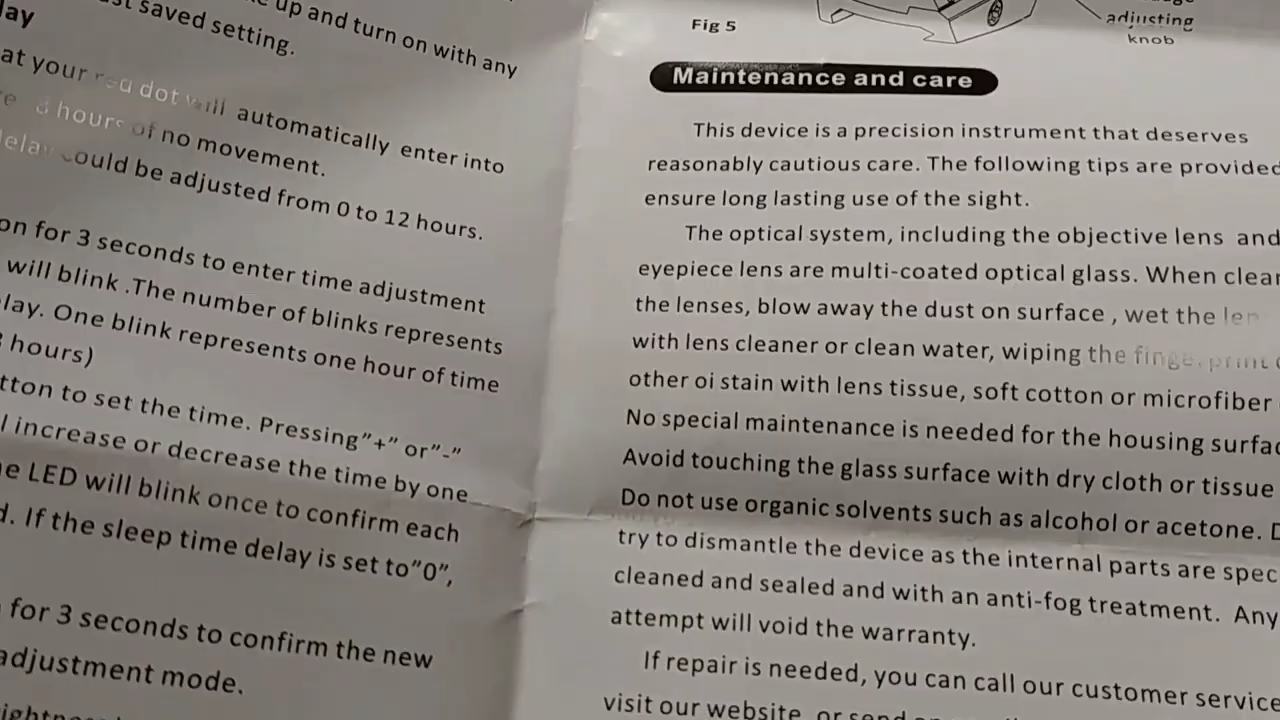 lay
up and turn on with any
st saved setting.
at your red dot will automatically enter into
hours of no movement.
delay could be adjusted from 0 to 12 hours.
on for 3 seconds to enter time adjustment
will blink .The number of blinks represents
lay. One blink represents one hour of time
hours)
tton to set the time. Pressing"+" or"-"
l increase or decrease the time by one
e LED will blink once to confirm each
d. If the sleep time delay is set to"0",
for 3 seconds to confirm the new
adjustment mode.
Fig 5
adjusting
knob
Maintenance and care
This device is a precision instrument that deserves
reasonably cautious care. The following tips are provided
ensure long lasting use of the sight.
The optical system, including the objective lens and
eyepiece lens are multi-coated optical glass. When clean
the lenses, blow away the dust on surface , wet the len
with lens cleaner or clean water, wiping the finger print
other oi stain with lens tissue, soft cotton or microfiber
No special maintenance is needed for the housing surfac
Avoid touching the glass surface with dry cloth or tissue
Do not use organic solvents such as alcohol or acetone. D
try to dismantle the device as the internal parts are spec
cleaned and sealed and with an anti-fog treatment. Any
attempt will void the warranty.
If repair is needed, you can call our customer service
visit our website, or send